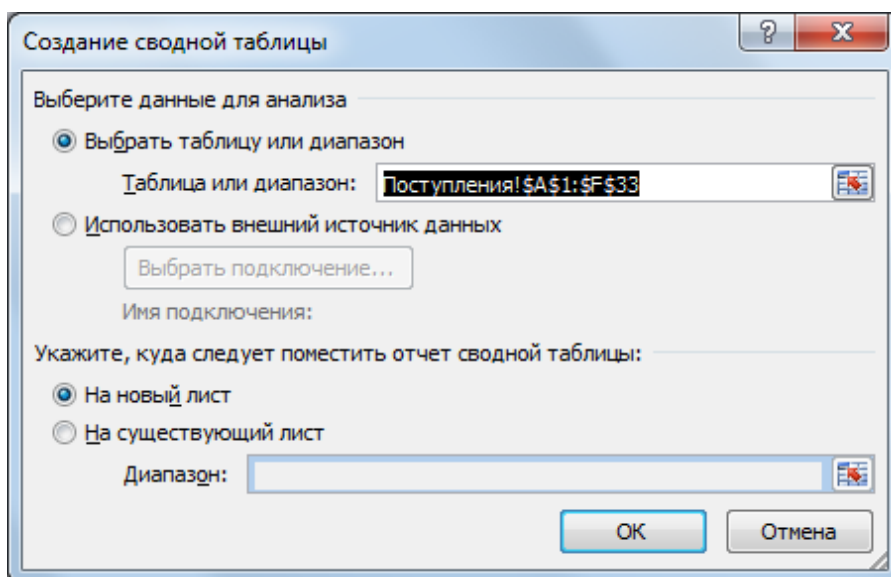 Создание сводной таблицы
?
Выберите данные для анализа
Выбрать таблицу или диапазон
Таблица или диапазон: Поступления!$A$1:$F$33
Использовать внешний источник данных
Выбрать подключение...
Имя подключения:
Укажите, куда следует поместить отчет сводной таблицы:
На новый лист
На существующий лист
Диапазон:
ОК Отмена